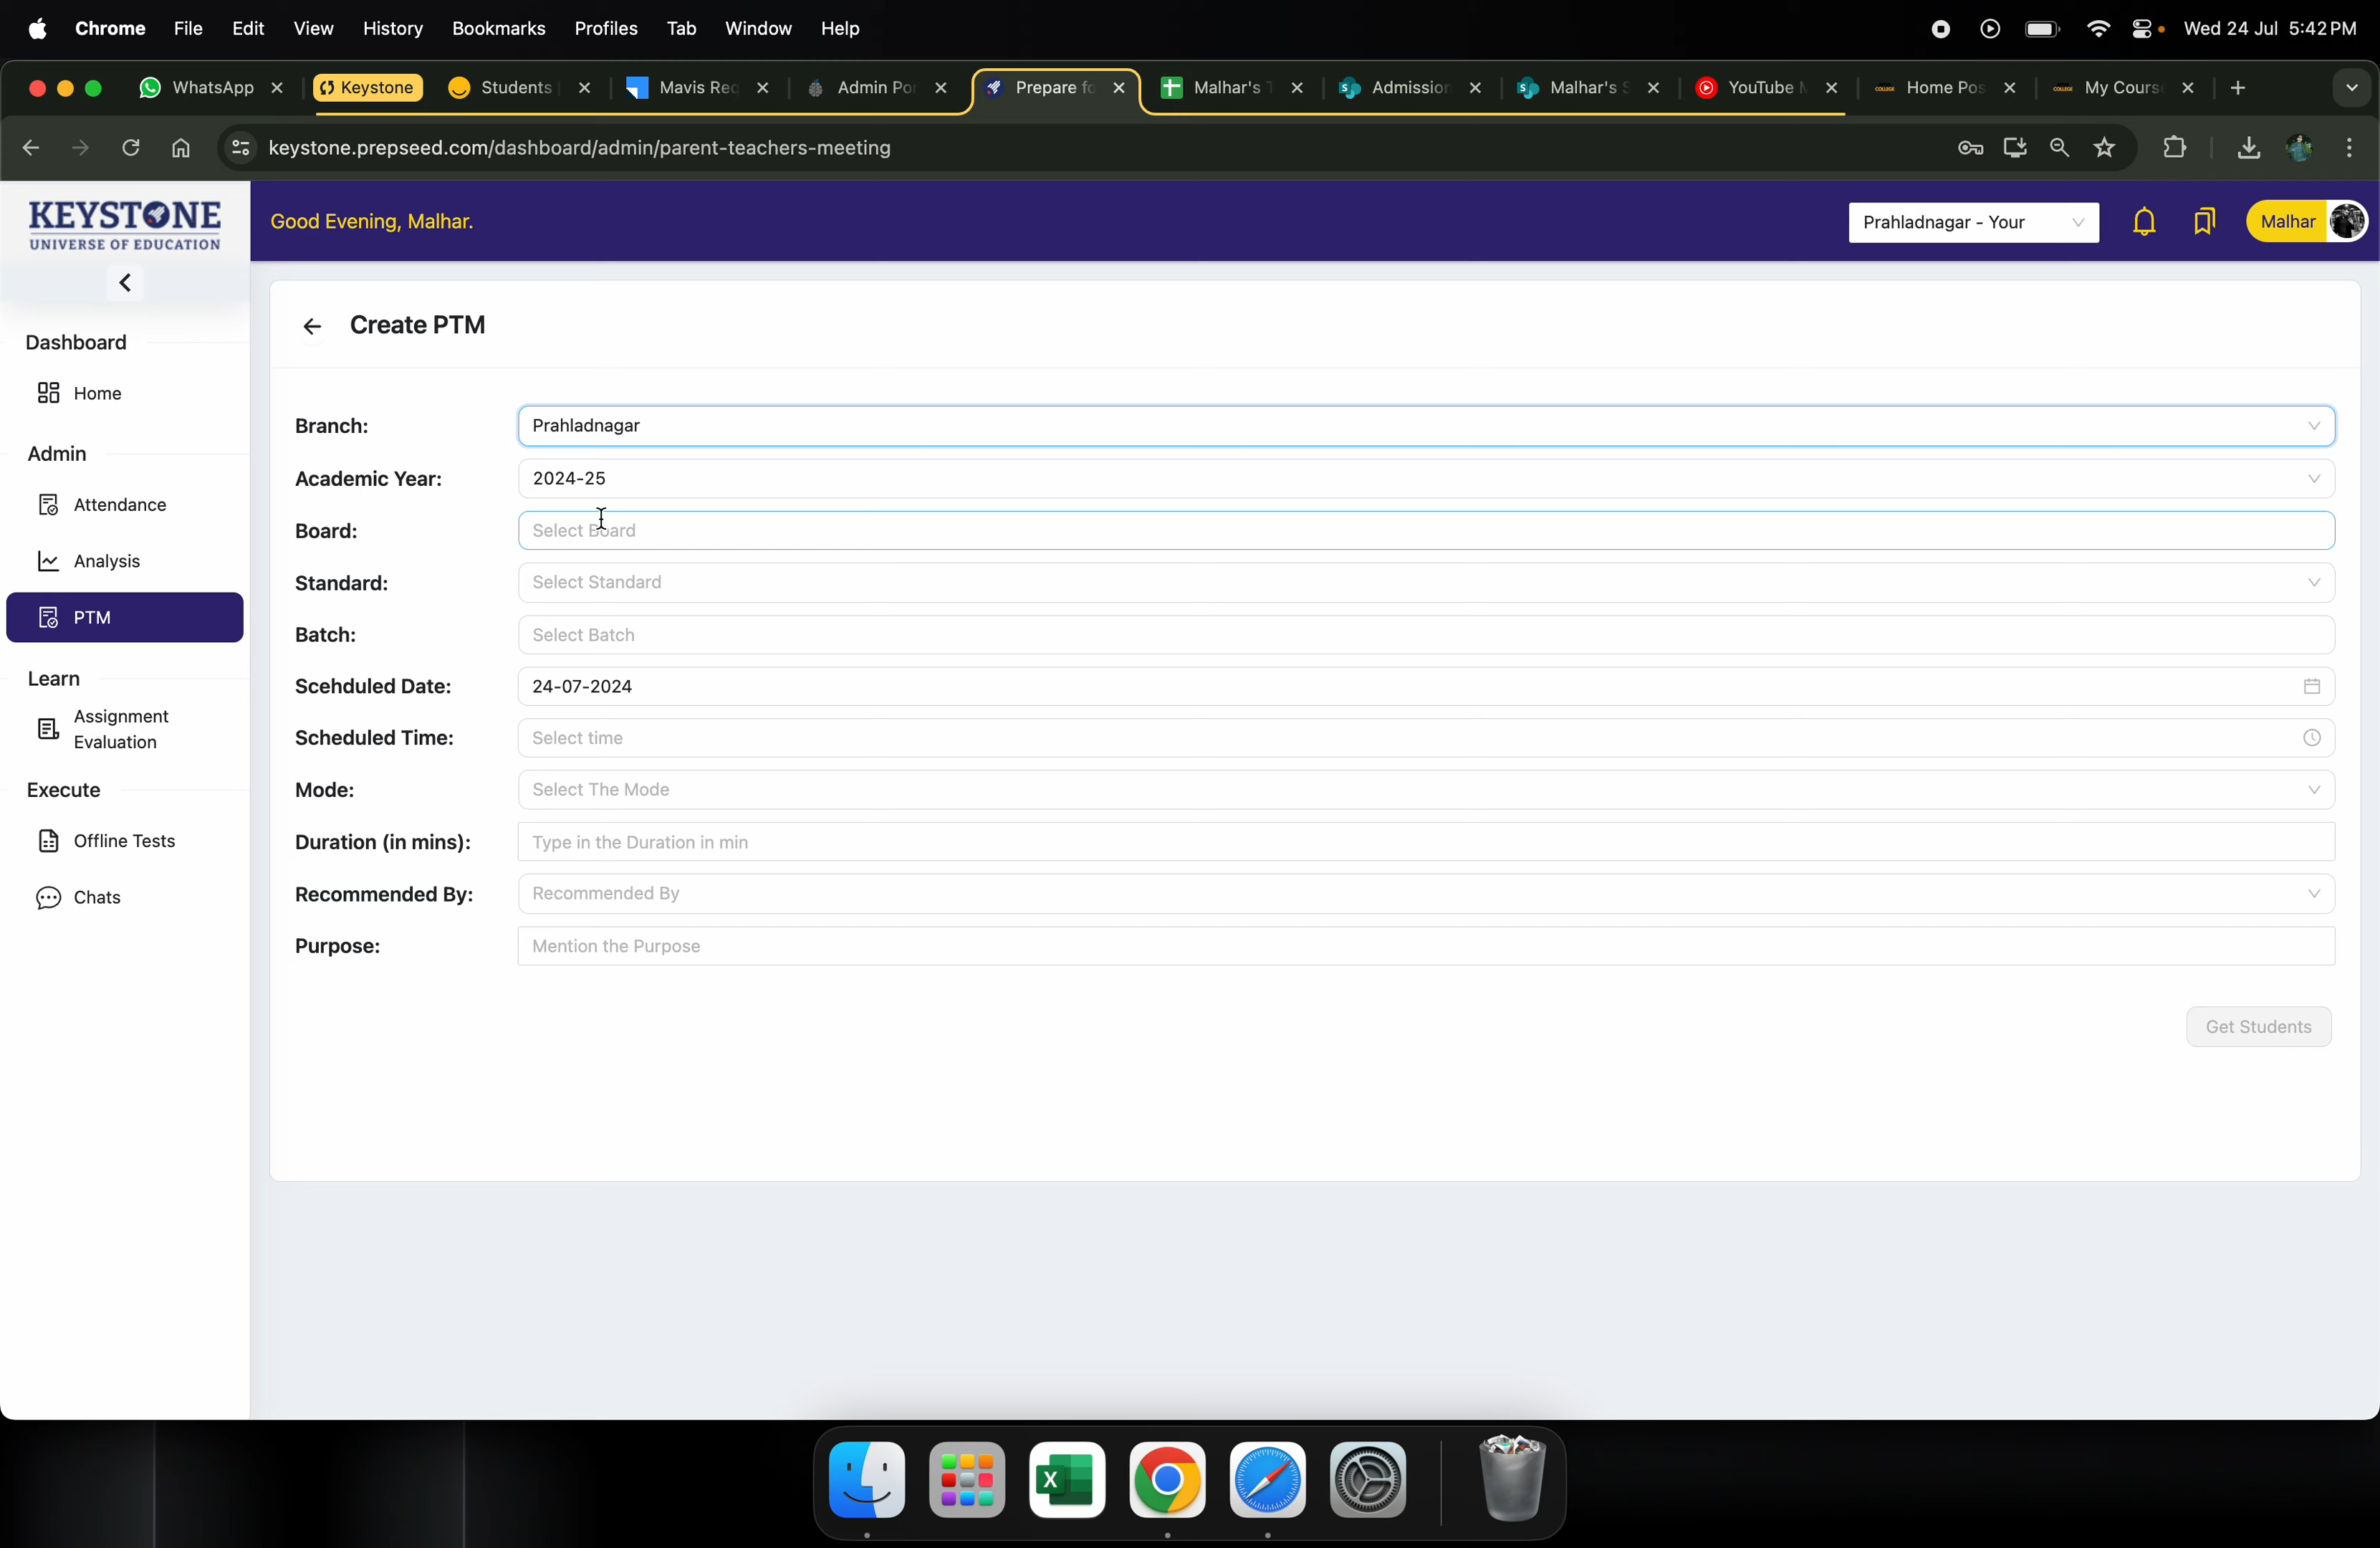 Chrome File Edit View History Bookmarks Profiles Tab Window Help Wed 24 Jul 5:42 PM
WhatsApp Keystone Students Mavis Req Admin Por Prepare fo Malhar's T Admission Malhar's S YouTube M Home Pos My Cours
keystone.prepseed.com/dashboard/admin/parent-teachers-meeting
KEYSTONE
UNIVERSE OF EDUCATION
Good Evening, Malhar.
Prahladnagar - Your
Malhar
Dashboard
Home
Admin
Attendance
Analysis
PTM
Learn
Assignment
Evaluation
Execute
Offline Tests
Chats
Create PTM
Branch: Prahladnagar
Academic Year: 2024-25
Board: Select Board
Standard: Select Standard
Batch: Select Batch
Scehduled Date: 24-07-2024
Scheduled Time: Select time
Mode: Select The Mode
Duration (in mins): Type in the Duration in min
Recommended By: Recommended By
Purpose: Mention the Purpose
Get Students